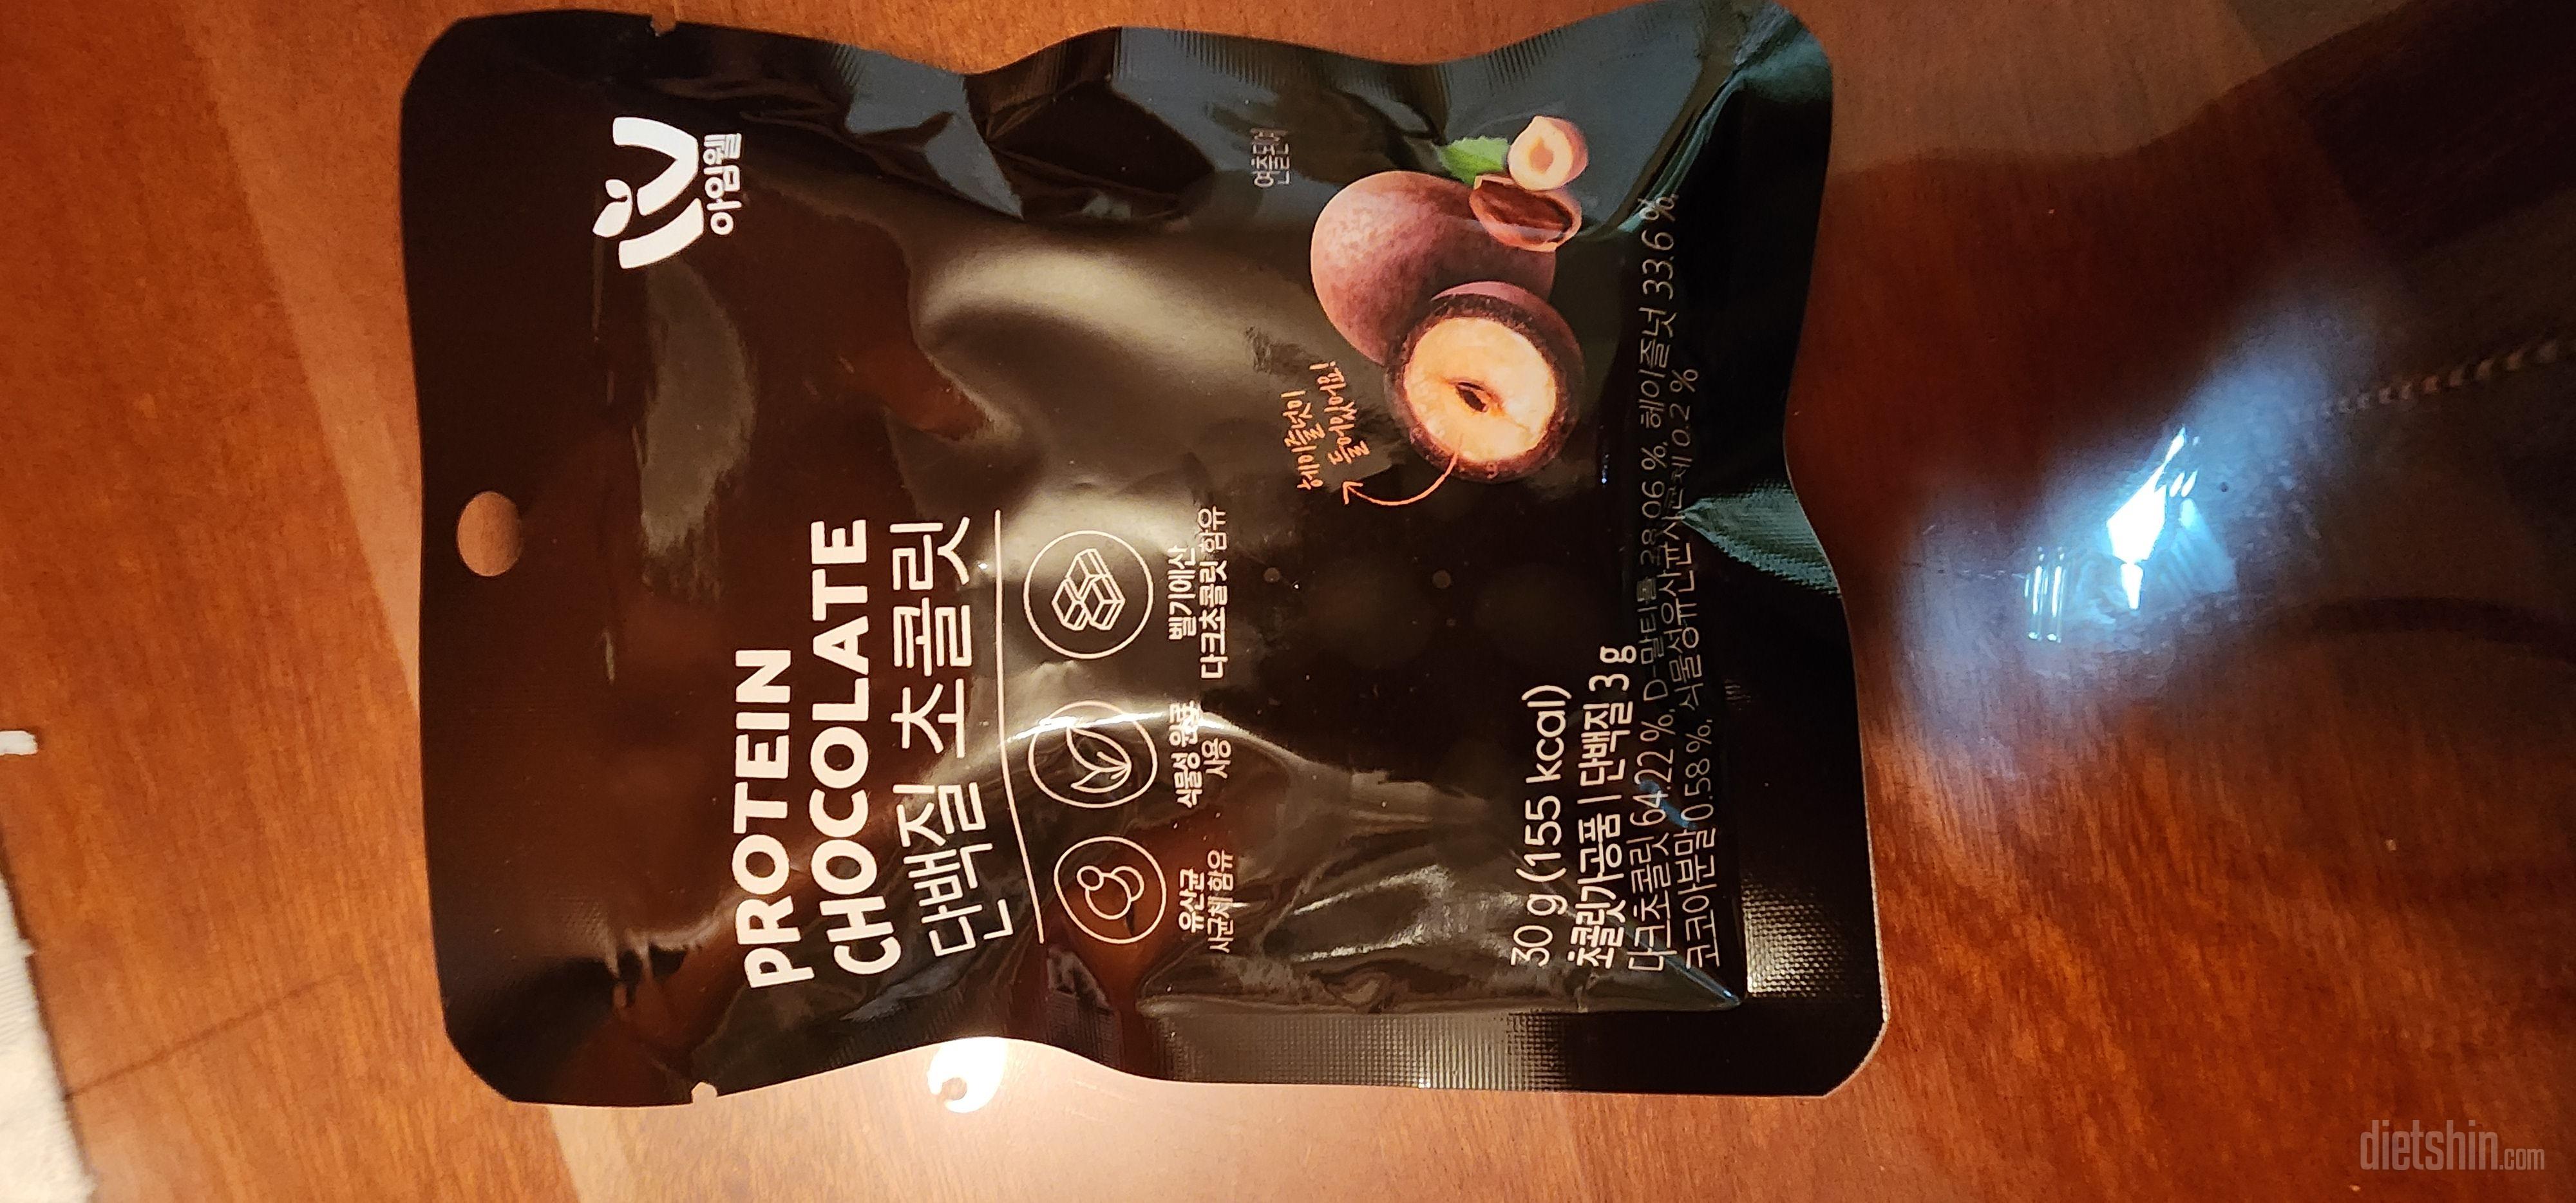 아임웰
PROTEIN
CHOCOLATE
단백질 초콜릿
유산균
사균체 함유
식물성 원료
사용
벨기에산
다크초콜릿 함유
헤이즐넛이
들어있어요!
연출된 예
30 g (155 kcal)
초콜릿가공품 | 단백질 3 g
다크초콜릿 64.22 %, D-말티톨 28.06 %, 헤이즐넛 33.6 %,
코코아분말 0.58 %, 식물성유산균사균체 0.2 %
dietshin.com